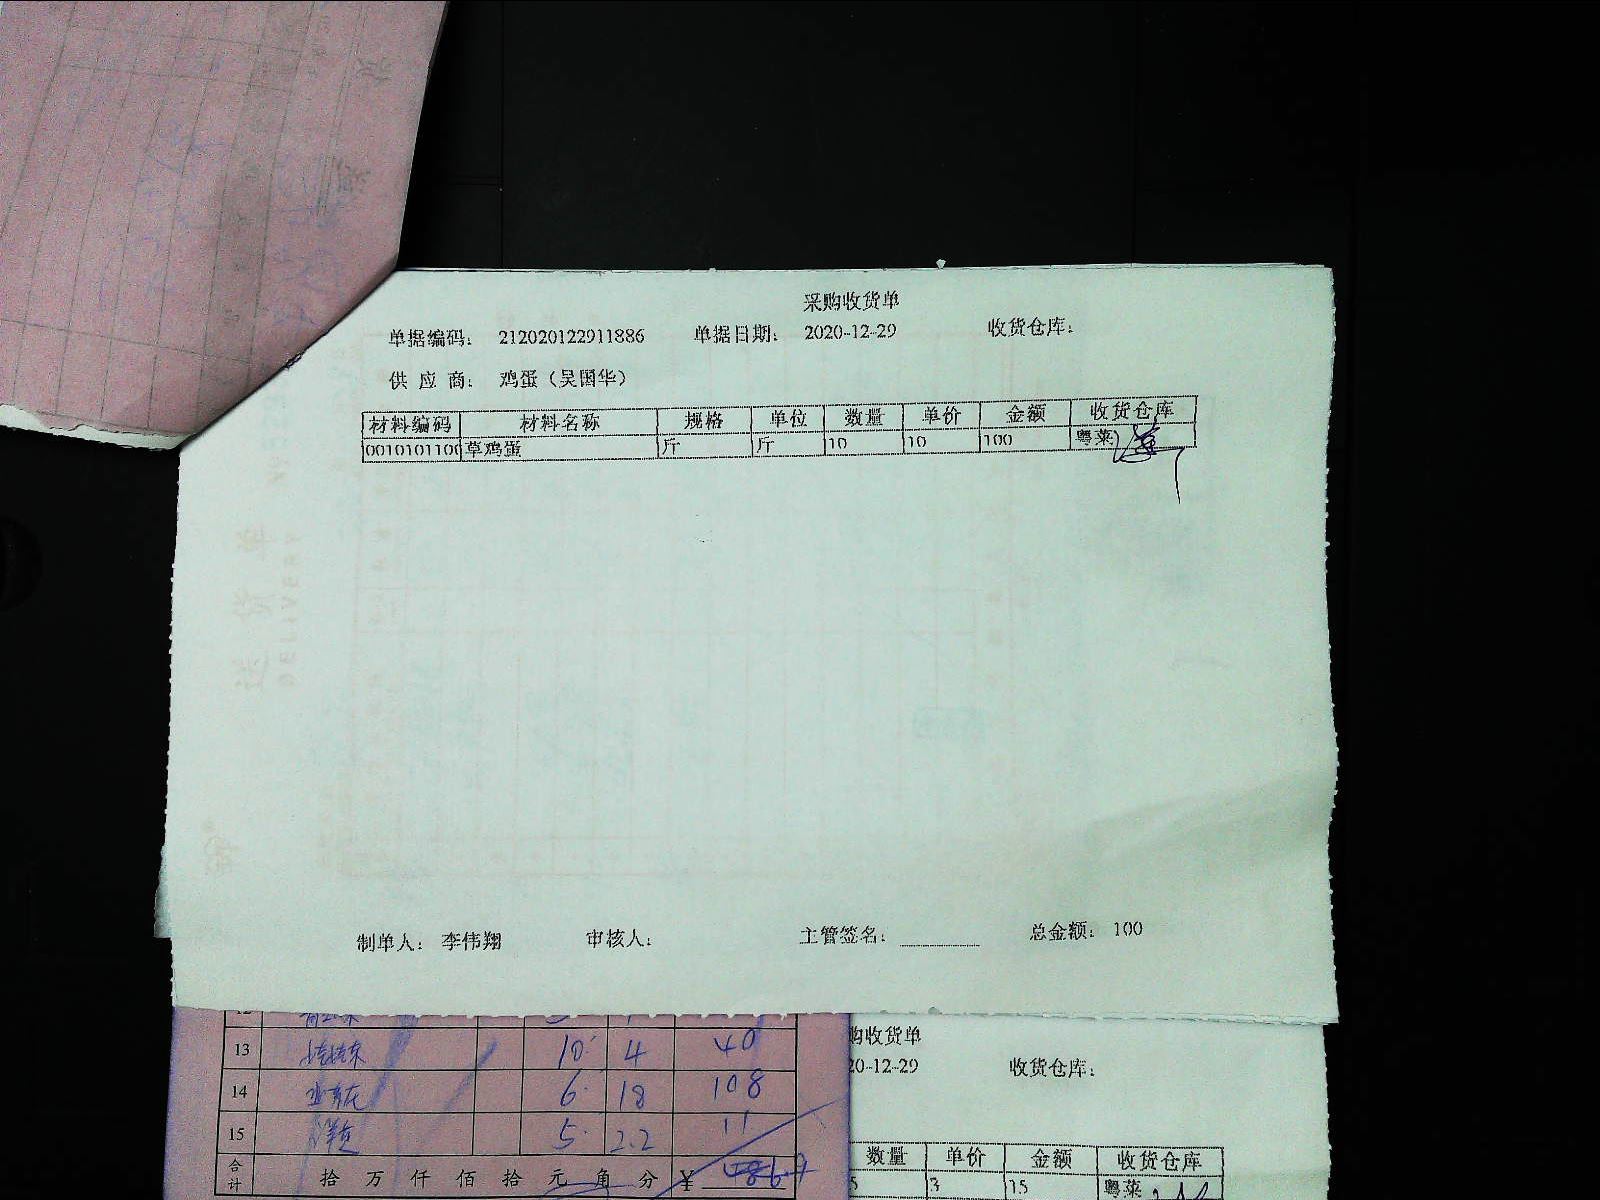 采购收货单
单据编码: 212020122911886 单据日期: 2020-12-29 收货仓库:
供 应 商: 鸡蛋（吴国华）
材料编码 材料名称 规格 单位 数量 单价 金额 收货仓库
0010101100 草鸡蛋 斤 斤 10 10 100 粤菜
制单人: 李伟翔 审核人: 主管签名: 总金额: 100
13 10 4 40
14 6 18 108
15 5 2.2 11
合计 拾 万 仟 佰 拾 元 角 分 ¥
购收货单
20-12-29 收货仓库:
数量 单价 金额 收货仓库
5 3 15 粤菜